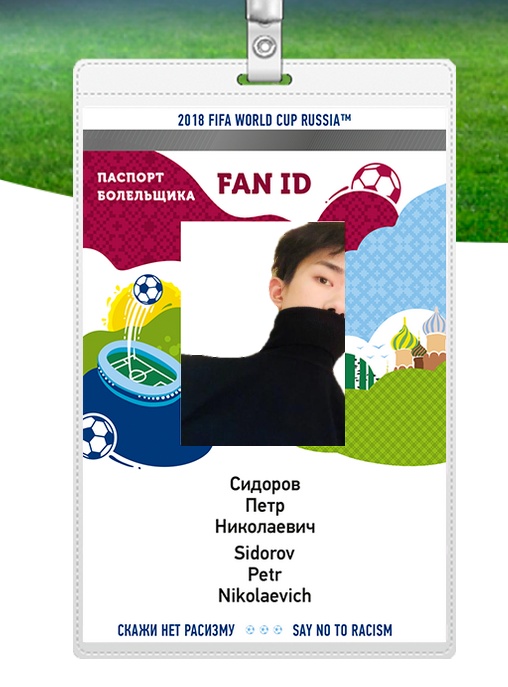 2018 FIFA WORLD CUP RUSSIA™
ПАСПОРТ
БОЛЕЛЬЩИКА
FAN ID
Сидоров
Петр
Николаевич
Sidorov
Petr
Nikolaevich
СКАЖИ НЕТ РАСИЗМУ SAY NO TO RACISM